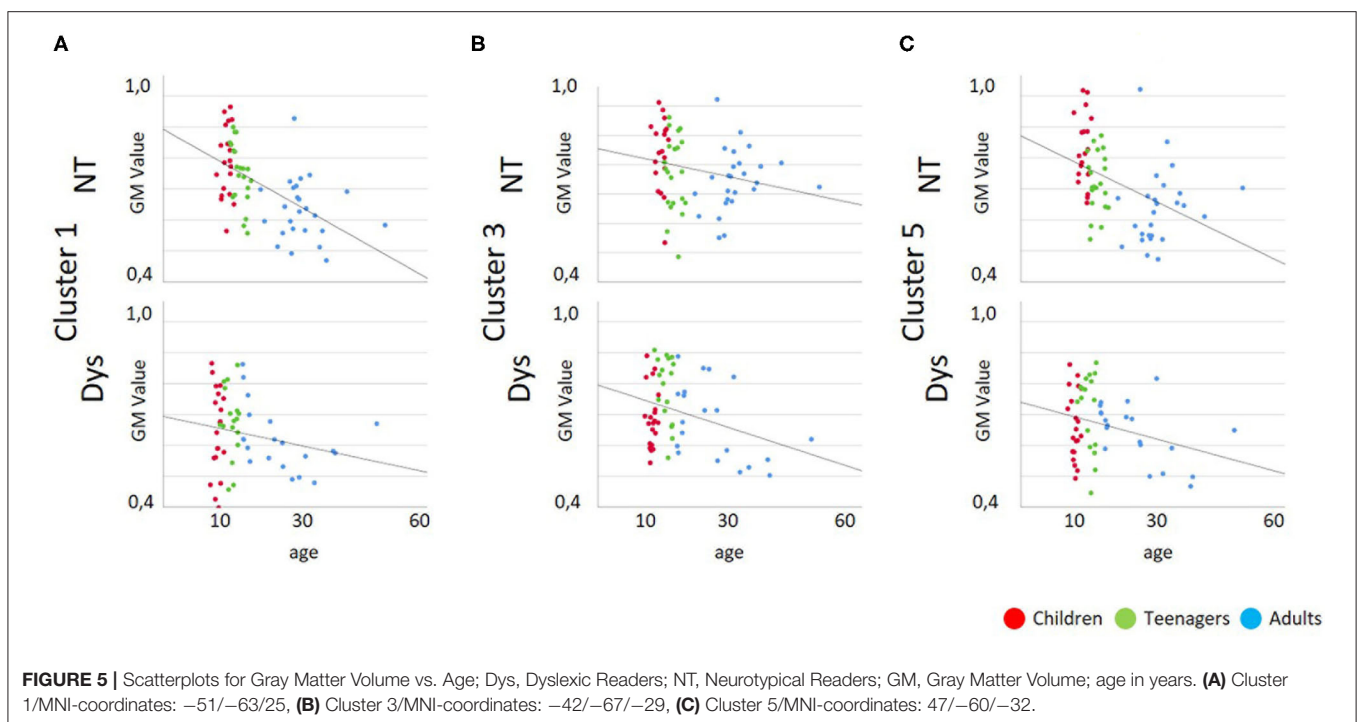 A
B
C
1,0
GM Value
0,4
NT
Cluster 1
Dys
1,0
GM Value
0,4
10 30 60
age
1,0
GM Value
0,4
NT
Cluster 3
Dys
1,0
GM Value
0,4
10 30 60
age
1,0
GM Value
0,4
NT
Cluster 5
Dys
1,0
GM Value
0,4
10 30 60
age
Children Teenagers Adults
FIGURE 5 | Scatterplots for Gray Matter Volume vs. Age; Dys, Dyslexic Readers; NT, Neurotypical Readers; GM, Gray Matter Volume; age in years. (A) Cluster
1/MNI-coordinates: −51/−63/25, (B) Cluster 3/MNI-coordinates: −42/−67/−29, (C) Cluster 5/MNI-coordinates: 47/−60/−32.